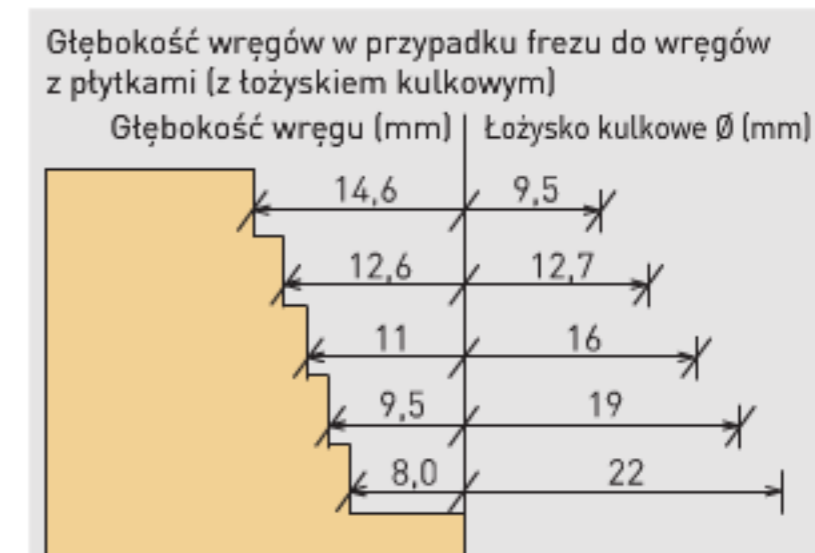 Głębokość wręgów w przypadku frezu do wręgów
z płytkami (z łożyskiem kulkowym)
Głębokość wręgu (mm) Łożysko kulkowe Ø (mm)
14,6 9,5
12,6 12,7
11 16
9,5 19
8,0 22